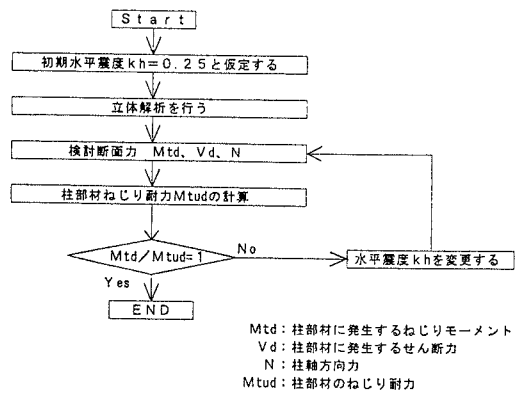 Start
初期水平震度kh=0.25と仮定する
立体解析を行う
検討断面力 Mtd、Vd、N
柱部材ねじり耐力Mtudの計算
Mtd/Mtud=1
No
水平震度khを変更する
Yes
END
Mtd:柱部材に発生するねじりモーメント
Vd:柱部材に発生するせん断力
N:柱軸方向力
Mtud:柱部材のねじり耐力